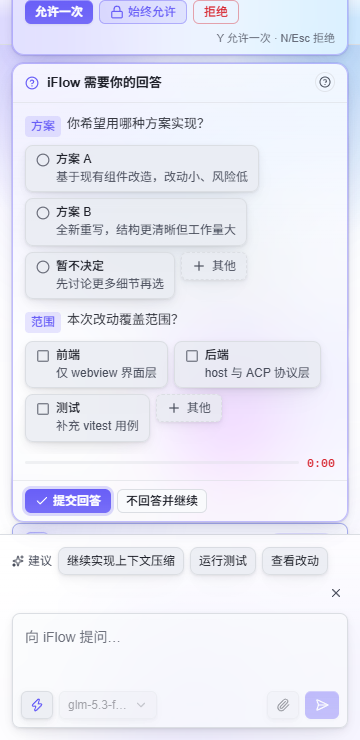 允许一次 始终允许 拒绝
Y 允许一次 · N/Esc 拒绝
iFlow 需要你的回答
方案 你希望用哪种方案实现？
方案 A
基于现有组件改造，改动小、风险低
方案 B
全新重写，结构更清晰但工作量大
暂不决定
先讨论更多细节再选
其他
范围 本次改动覆盖范围？
前端
仅 webview 界面层
后端
host 与 ACP 协议层
测试
补充 vitest 用例
其他
0:00
提交回答 不回答并继续
建议 继续实现上下文压缩 运行测试 查看改动
向 iFlow 提问…
glm-5.3-f…